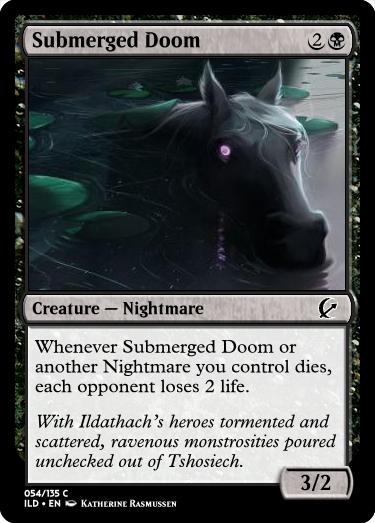 Submerged Doom 2
Creature — Nightmare
Whenever Submerged Doom or
another Nightmare you control dies,
each opponent loses 2 life.
With Ildathach's heroes tormented and
scattered, ravenous monstrosities poured
unchecked out of Tshosiech.
3/2
054/135 C
ILD • EN Katherine Rasmussen